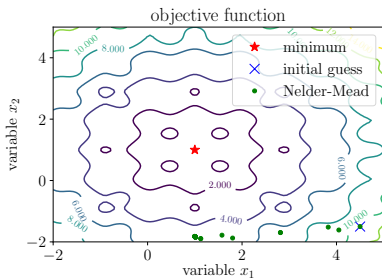 objective function
10.000
8.000
minimum
initial guess
Nelder-Mead
variable x₂
4
2
0
−2
2.000
6.000
6.000
8.000
4.000
10.000
−2
0
2
4
variable x₁